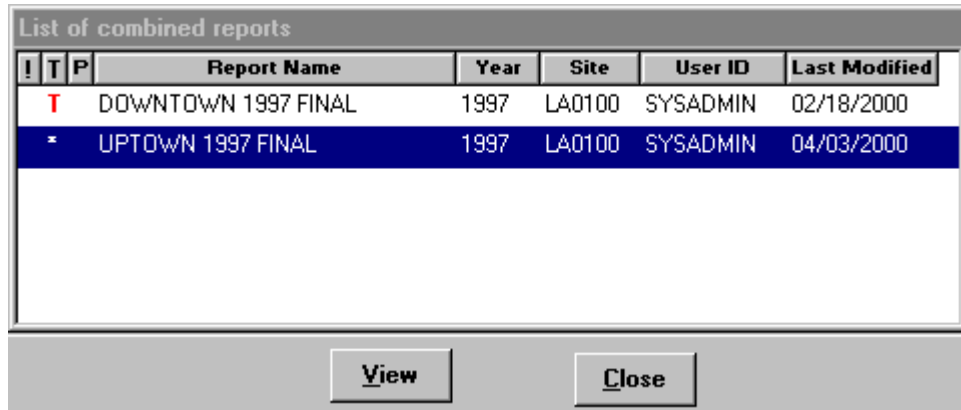 List of combined reports
! T P Report Name Year Site User ID Last Modified
T DOWNTOWN 1997 FINAL 1997 LA0100 SYSADMIN 02/18/2000
* UPTOWN 1997 FINAL 1997 LA0100 SYSADMIN 04/03/2000
View Close